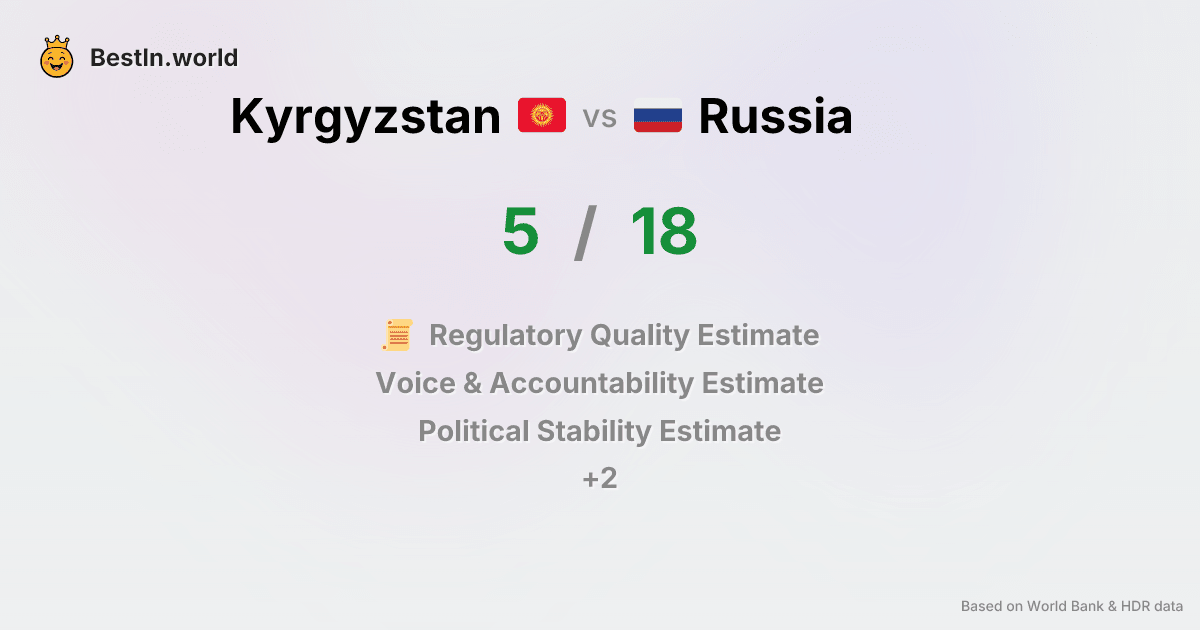 BestIn.world
Kyrgyzstan vs Russia
5 / 18
Regulatory Quality Estimate
Voice & Accountability Estimate
Political Stability Estimate
+2
Based on World Bank & HDR data